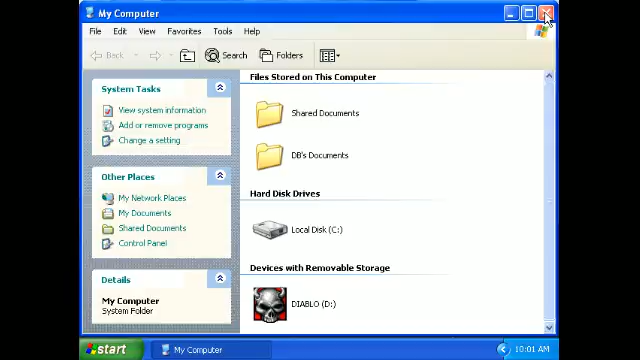 My Computer
File Edit View Favorites Tools Help
Back Search Folders
System Tasks
View system information
Add or remove programs
Change a setting
Other Places
My Network Places
My Documents
Shared Documents
Control Panel
Details
My Computer
System Folder
Files Stored on This Computer
Shared Documents
DB's Documents
Hard Disk Drives
Local Disk (C:)
Devices with Removable Storage
DIABLO (D:)
start My Computer 10:01 AM